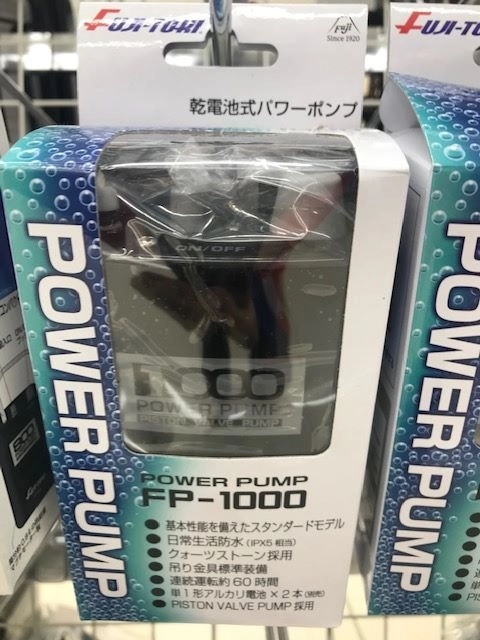 FUJI-TOKI
Fuji
Since 1920
乾電池式パワーポンプ
POWER PUMP
ON/OFF
1000
POWER PUMP
PISTON VALVE PUMP
POWER PUMP
FP-1000
●基本性能を備えたスタンダードモデル
●日常生活防水（IPX5相当）
●クォーツストーン採用
●吊り金具標準装備
●連続運転約60時間
●単1形アルカリ電池×2本（別売）
●PISTON VALVE PUMP 採用
FUJI-TO
POWER PUMP